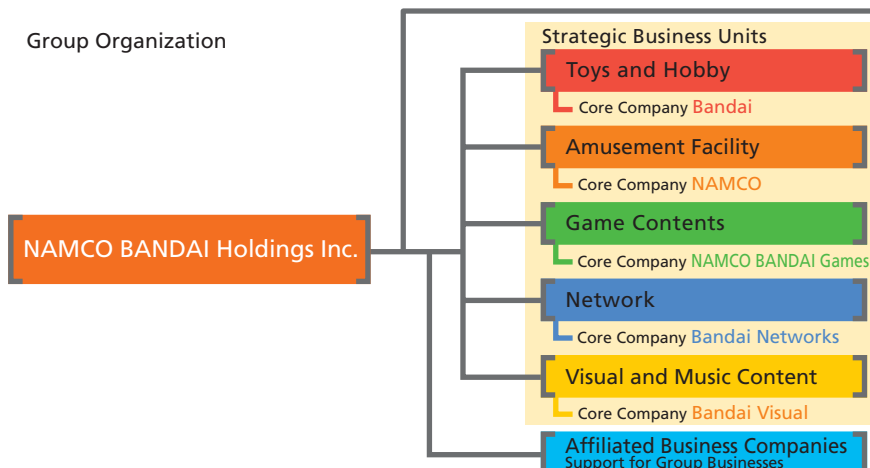 Group Organization
Strategic Business Units
Toys and Hobby
Core Company Bandai
Amusement Facility
Core Company NAMCO
NAMCO BANDAI Holdings Inc.
Game Contents
Core Company NAMCO BANDAI Games
Network
Core Company Bandai Networks
Visual and Music Content
Core Company Bandai Visual
Affiliated Business Companies
Support for Group Businesses